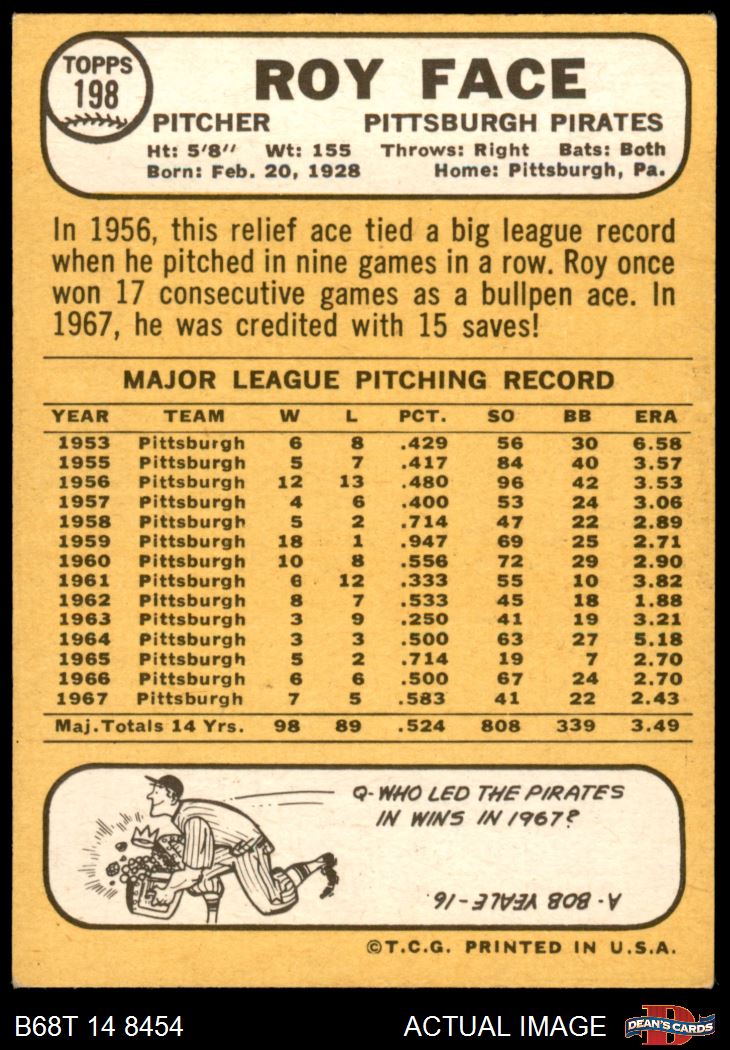 TOPPS
198
ROY FACE
PITCHER PITTSBURGH PIRATES
Ht: 5'8" Wt: 155 Throws: Right Bats: Both
Born: Feb. 20, 1928 Home: Pittsburgh, Pa.
In 1956, this relief ace tied a big league record
when he pitched in nine games in a row. Roy once
won 17 consecutive games as a bullpen ace. In
1967, he was credited with 15 saves!
MAJOR LEAGUE PITCHING RECORD
YEAR TEAM W L PCT. SO BB ERA
1953 Pittsburgh 6 8 .429 56 30 6.58
1955 Pittsburgh 5 7 .417 84 40 3.57
1956 Pittsburgh 12 13 .480 96 42 3.53
1957 Pittsburgh 4 6 .400 53 24 3.06
1958 Pittsburgh 5 2 .714 47 22 2.89
1959 Pittsburgh 18 1 .947 69 25 2.71
1960 Pittsburgh 10 8 .556 72 29 2.90
1961 Pittsburgh 6 12 .333 55 10 3.82
1962 Pittsburgh 8 7 .533 45 18 1.88
1963 Pittsburgh 3 9 .250 41 19 3.21
1964 Pittsburgh 3 3 .500 63 27 5.18
1965 Pittsburgh 5 2 .714 19 7 2.70
1966 Pittsburgh 6 6 .500 67 24 2.70
1967 Pittsburgh 7 5 .583 41 22 2.43
Maj.Totals 14 Yrs. 98 89 .524 808 339 3.49
Q-WHO LED THE PIRATES
IN WINS IN 1967?
A-BOB VEALE-16
©T.C.G. PRINTED IN U.S.A.
B68T 14 8454 ACTUAL IMAGE
D
DEAN'S CARDS